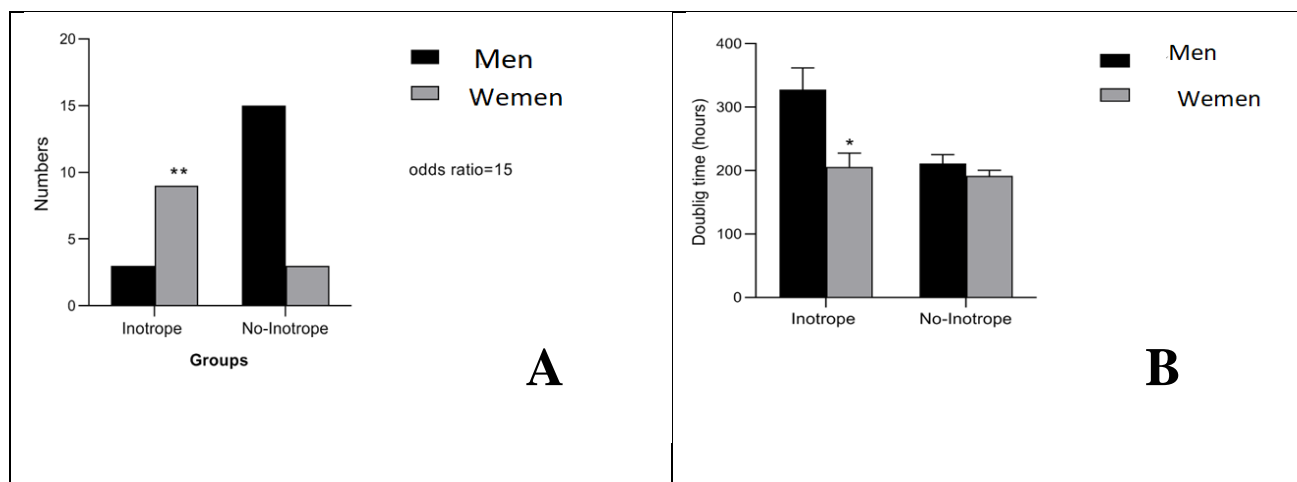 20
15
10
5
0
Numbers
**
Inotrope
No-Inotrope
Groups
Men
Wemen
odds ratio=15
A
400
300
200
100
0
Doublig time (hours)
*
Inotrope
No-Inotrope
Men
Wemen
B